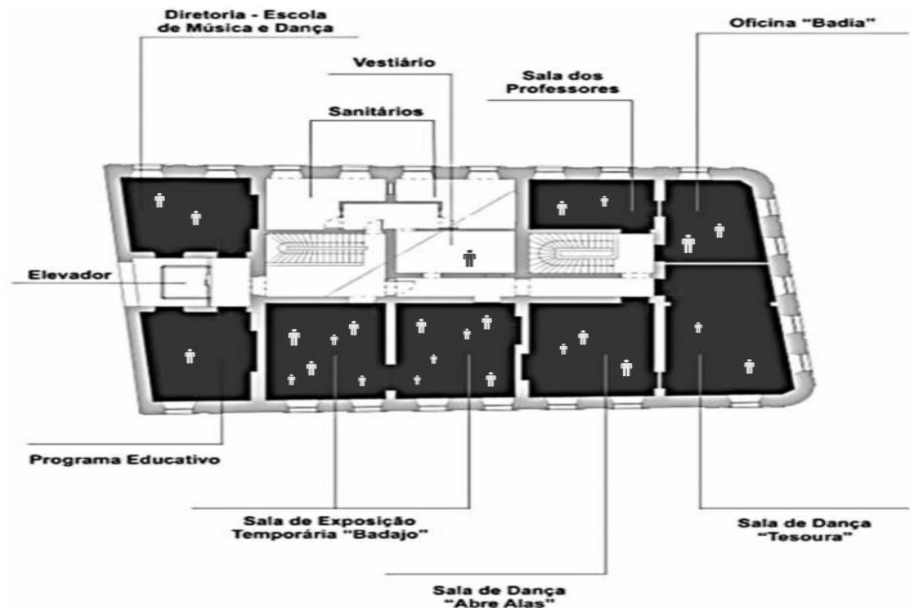 Diretoria - Escola
de Música e Dança
Oficina “Badia”
Vestiário
Sala dos
Professores
Sanitários
Elevador
Programa Educativo
Sala de Exposição
Temporária “Badajo”
Sala de Dança
“Tesoura”
Sala de Dança
“Abre Alas”